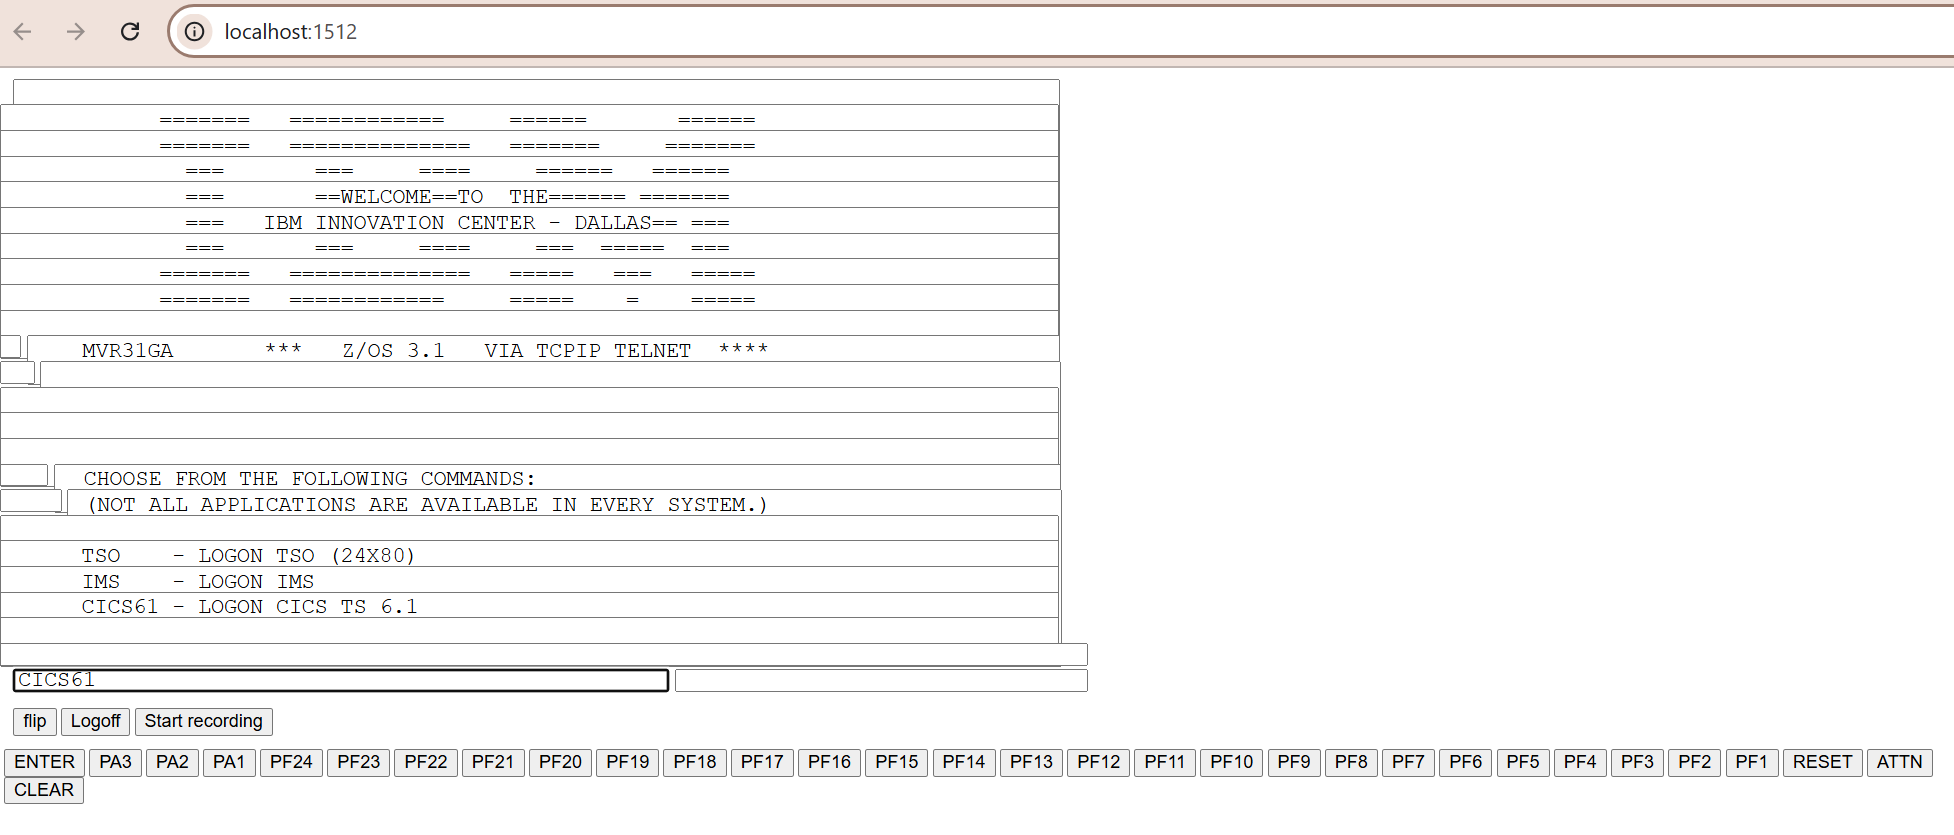 localhost:1512
=======   ============     ======       ======
=======   ==============   =======     =======
===       ===     ====     ======   ======
===       ==WELCOME==TO  THE====== =======
===   IBM INNOVATION CENTER - DALLAS== ===
===       ===     ====     ===  =====  ===
=======   ==============   =====   ===   =====
=======   ============     =====    =    =====
MVR31GA       ***   Z/OS 3.1   VIA TCPIP TELNET  ****
CHOOSE FROM THE FOLLOWING COMMANDS:
(NOT ALL APPLICATIONS ARE AVAILABLE IN EVERY SYSTEM.)
TSO    - LOGON TSO (24X80)
IMS    - LOGON IMS
CICS61 - LOGON CICS TS 6.1
CICS61
flip Logoff Start recording
ENTER PA3 PA2 PA1 PF24 PF23 PF22 PF21 PF20 PF19 PF18 PF17 PF16 PF15 PF14 PF13 PF12 PF11 PF10 PF9 PF8 PF7 PF6 PF5 PF4 PF3 PF2 PF1 RESET ATTN
CLEAR